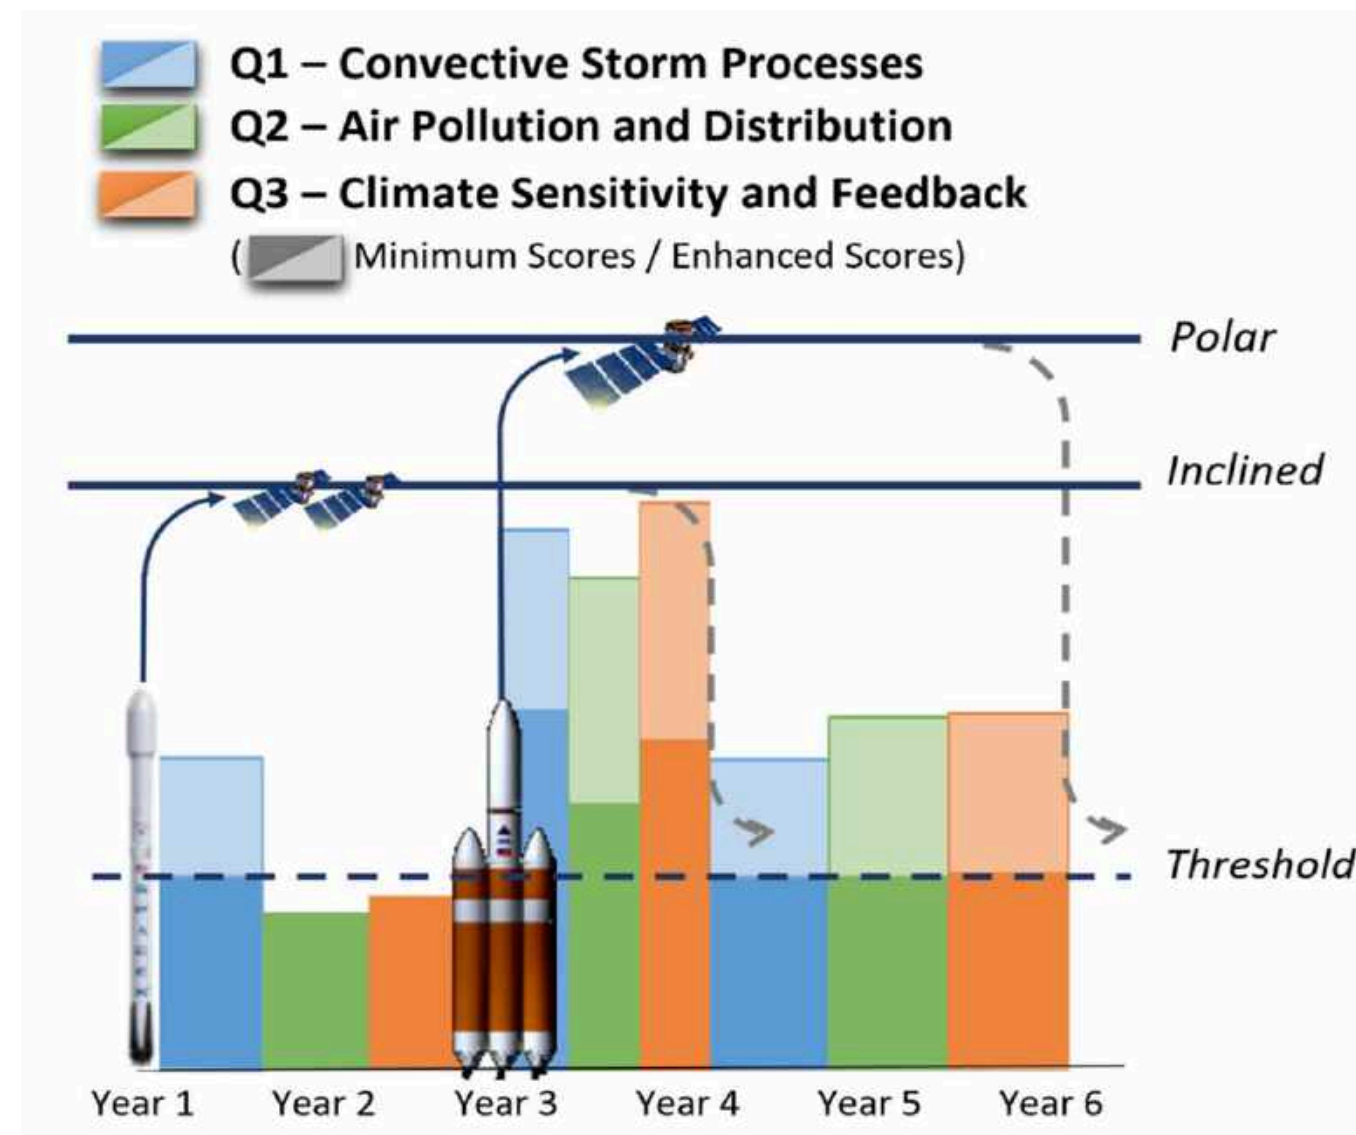 Q1 – Convective Storm Processes
Q2 – Air Pollution and Distribution
Q3 – Climate Sensitivity and Feedback
( Minimum Scores / Enhanced Scores)
Polar
Inclined
Threshold
Year 1 Year 2 Year 3 Year 4 Year 5 Year 6